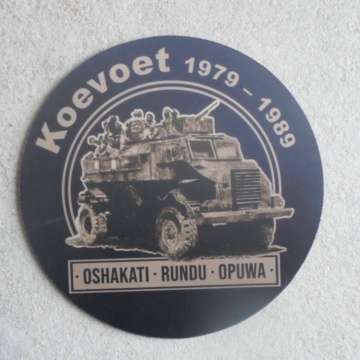 Koevoet 1979 - 1989
· OSHAKATI · RUNDU · OPUWA ·